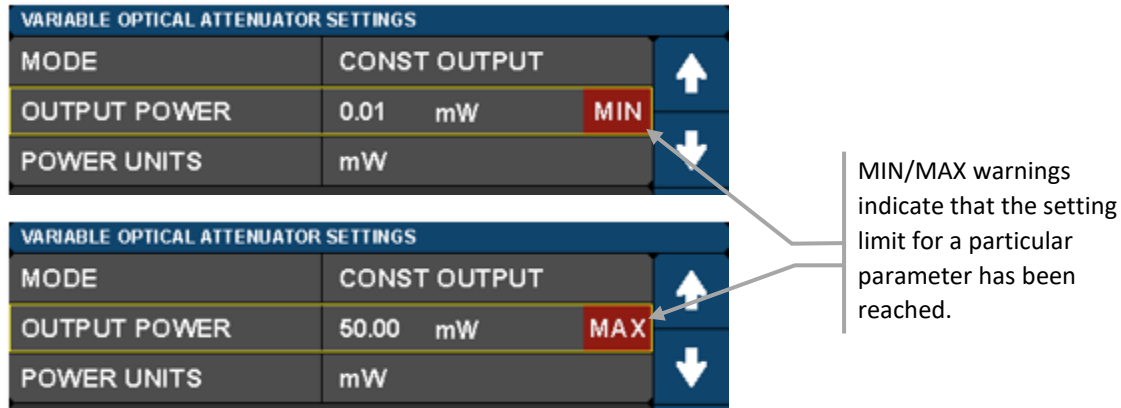 VARIABLE OPTICAL ATTENUATOR SETTINGS
MODE CONST OUTPUT
OUTPUT POWER 0.01 mW MIN
POWER UNITS mW
VARIABLE OPTICAL ATTENUATOR SETTINGS
MODE CONST OUTPUT
OUTPUT POWER 50.00 mW MAX
POWER UNITS mW
MIN/MAX warnings
indicate that the setting
limit for a particular
parameter has been
reached.